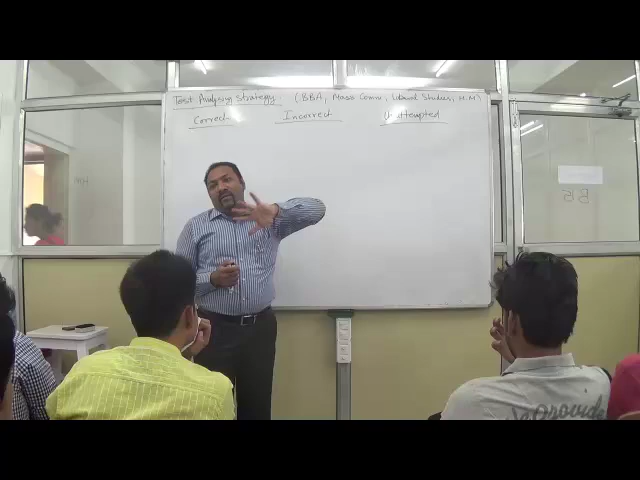 Test Analysing Strategy (BBA, Mass Comm, Liberal Studies, H.M)
Correct Incorrect Unattempted